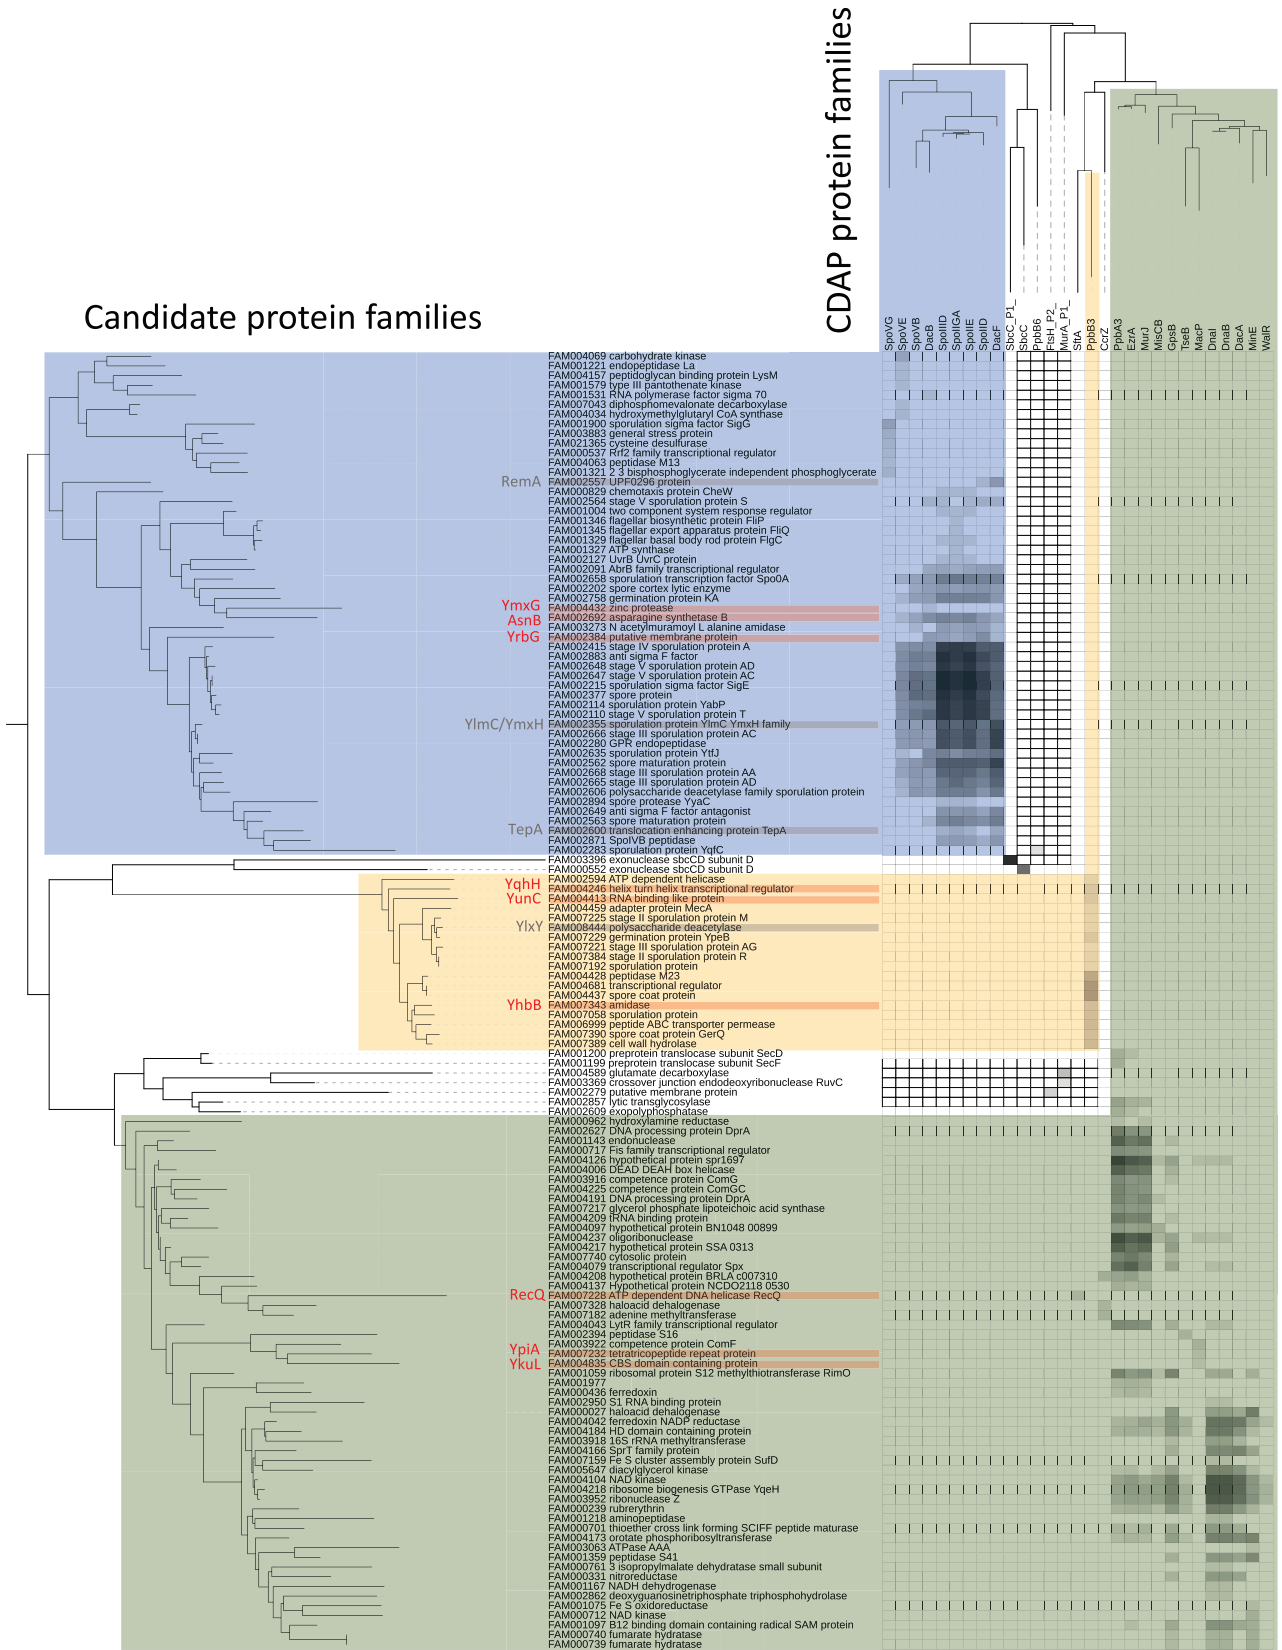 CDAP protein families
Candidate protein families
SpoVG
SpoVE
SpoVB
DacB
SpoIIID
SpoIIGA
SpoIIE
SpoIID
DacF
SbcC_P1_
SbcC
PpbB6
PtsH_P2_
MurA_P1_
SftA
PpbB3
CcrZ
PpbA3
EzrA
MurJ
MisCB
GpsB
TseB
MacP
DnaI
DnaB
DacA
MinE
WalR
FAM004069 carbohydrate kinase
FAM001221 endopeptidase La
FAM004157 peptidoglycan binding protein LysM
FAM001579 type III pantothenate kinase
FAM001531 RNA polymerase factor sigma 70
FAM007043 diphosphomevalonate decarboxylase
FAM004034 hydroxymethylglutaryl CoA synthase
FAM001900 sporulation sigma factor SigG
FAM003883 general stress protein
FAM021365 cysteine desulfurase
FAM000537 Rrf2 family transcriptional regulator
FAM004063 peptidase M13
FAM001321 2 3 bisphosphoglycerate independent phosphoglycerate
RemA FAM002557 UPF0296 protein
FAM000829 chemotaxis protein CheW
FAM002564 stage V sporulation protein S
FAM001004 two component system response regulator
FAM001346 flagellar biosynthetic protein FliP
FAM001345 flagellar export apparatus protein FliQ
FAM001329 flagellar basal body rod protein FlgC
FAM001327 ATP synthase
FAM002127 UvrB UvrC protein
FAM002091 AbrB family transcriptional regulator
FAM002658 sporulation transcription factor Spo0A
FAM002202 spore cortex lytic enzyme
FAM002758 germination protein KA
YmxG FAM004432 zinc protease
AsnB FAM002692 asparagine synthetase B
FAM003273 N acetylmuramoyl L alanine amidase
YrbG FAM002384 putative membrane protein
FAM002415 stage IV sporulation protein A
FAM002883 anti sigma F factor
FAM002648 stage V sporulation protein AD
FAM002647 stage V sporulation protein AC
FAM002215 sporulation sigma factor SigE
FAM002377 spore protein
FAM002114 sporulation protein YabP
FAM002110 stage V sporulation protein T
YlmC/YmxH FAM002355 sporulation protein YlmC YmxH family
FAM002666 stage III sporulation protein AC
FAM002280 GPR endopeptidase
FAM002635 sporulation protein YtfJ
FAM002562 spore maturation protein
FAM002668 stage III sporulation protein AA
FAM002665 stage III sporulation protein AD
FAM002606 polysaccharide deacetylase family sporulation protein
FAM002894 spore protease YyaC
FAM002649 anti sigma F factor antagonist
FAM002563 spore maturation protein
TepA FAM002600 translocation enhancing protein TepA
FAM002871 SpoIVB peptidase
FAM002283 sporulation protein YqfC
FAM003396 exonuclease sbcCD subunit D
FAM000552 exonuclease sbcCD subunit D
FAM002594 ATP dependent helicase
YqhH FAM004246 helix turn helix transcriptional regulator
YunC FAM004413 RNA binding like protein
FAM004459 adapter protein MecA
FAM007225 stage II sporulation protein M
YlxY FAM008444 polysaccharide deacetylase
FAM007229 germination protein YpeB
FAM007221 stage III sporulation protein AG
FAM007384 stage II sporulation protein R
FAM007192 sporulation protein
FAM004428 peptidase M23
FAM004681 transcriptional regulator
FAM004437 spore coat protein
YhbB FAM007343 amidase
FAM007058 sporulation protein
FAM006999 peptide ABC transporter permease
FAM007390 spore coat protein GerQ
FAM007389 cell wall hydrolase
FAM001200 preprotein translocase subunit SecD
FAM001199 preprotein translocase subunit SecF
FAM004589 glutamate decarboxylase
FAM003369 crossover junction endodeoxyribonuclease RuvC
FAM002279 putative membrane protein
FAM002857 lytic transglycosylase
FAM002609 exopolyphosphatase
FAM000962 hydroxylamine reductase
FAM002627 DNA processing protein DprA
FAM001143 endonuclease
FAM000717 Fis family transcriptional regulator
FAM004126 hypothetical protein spr1697
FAM004006 DEAD DEAH box helicase
FAM003916 competence protein ComG
FAM004225 competence protein ComGC
FAM004191 DNA processing protein DprA
FAM007217 glycerol phosphate lipoteichoic acid synthase
FAM004209 tRNA binding protein
FAM004097 hypothetical protein BN1048 00899
FAM004237 oligoribonuclease
FAM004217 hypothetical protein SSA 0313
FAM007740 cytosolic protein
FAM004079 transcriptional regulator Spx
FAM004208 hypothetical protein BRLA c007310
FAM004137 Hypothetical protein NCDO2118 0530
RecQ FAM007228 ATP dependent DNA helicase RecQ
FAM007328 haloacid dehalogenase
FAM007182 adenine methyltransferase
FAM004043 LytR family transcriptional regulator
FAM002394 peptidase S16
FAM003922 competence protein ComF
YpiA FAM007232 tetratricopeptide repeat protein
YkuL FAM004835 CBS domain containing protein
FAM001059 ribosomal protein S12 methylthiotransferase RimO
FAM001977
FAM000436 ferredoxin
FAM002950 S1 RNA binding protein
FAM000027 haloacid dehalogenase
FAM004042 ferredoxin NADP reductase
FAM004184 HD domain containing protein
FAM003918 16S rRNA methyltransferase
FAM004166 SprT family protein
FAM007159 Fe S cluster assembly protein SufD
FAM005647 diacylglycerol kinase
FAM004104 NAD kinase
FAM004218 ribosome biogenesis GTPase YqeH
FAM003952 ribonuclease Z
FAM000239 rubrerythrin
FAM001218 aminopeptidase
FAM000701 thioether cross link forming SCIFF peptide maturase
FAM004173 orotate phosphoribosyltransferase
FAM003063 ATPase AAA
FAM001359 peptidase S41
FAM000761 3 isopropylmalate dehydratase small subunit
FAM000331 nitroreductase
FAM001167 NADH dehydrogenase
FAM002862 deoxyguanosinetriphosphate triphosphohydrolase
FAM001075 Fe S oxidoreductase
FAM000712 NAD kinase
FAM001097 B12 binding domain containing radical SAM protein
FAM000740 fumarate hydratase
FAM000739 fumarate hydratase